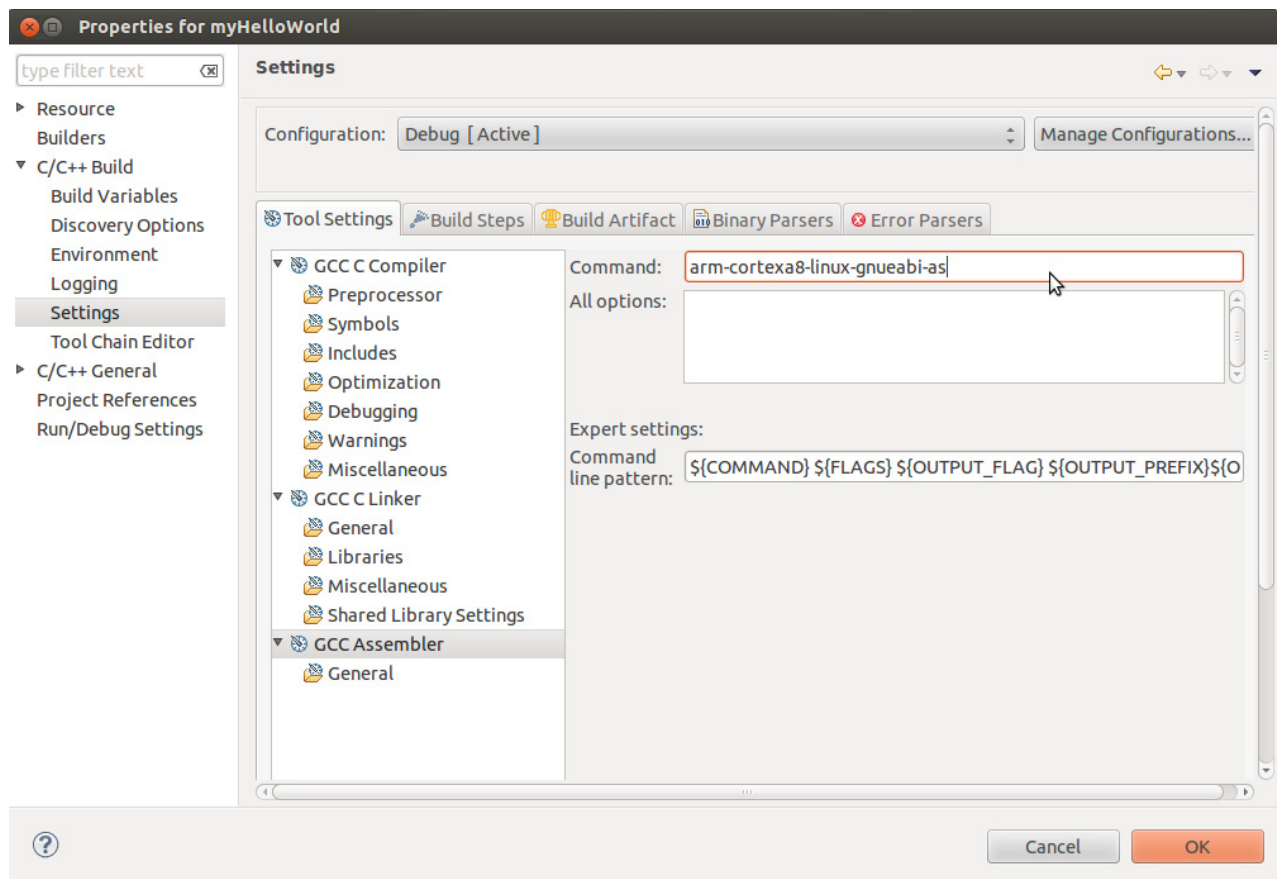 Properties for myHelloWorld
type filter text
Resource
Builders
C/C++ Build
Build Variables
Discovery Options
Environment
Logging
Settings
Tool Chain Editor
C/C++ General
Project References
Run/Debug Settings
Settings
Configuration: Debug [ Active ] Manage Configurations...
Tool Settings Build Steps Build Artifact Binary Parsers Error Parsers
GCC C Compiler
Preprocessor
Symbols
Includes
Optimization
Debugging
Warnings
Miscellaneous
GCC C Linker
General
Libraries
Miscellaneous
Shared Library Settings
GCC Assembler
General
Command: arm-cortexa8-linux-gnueabi-as
All options:
Expert settings:
Command
line pattern: ${COMMAND} ${FLAGS} ${OUTPUT_FLAG} ${OUTPUT_PREFIX}${O
Cancel OK